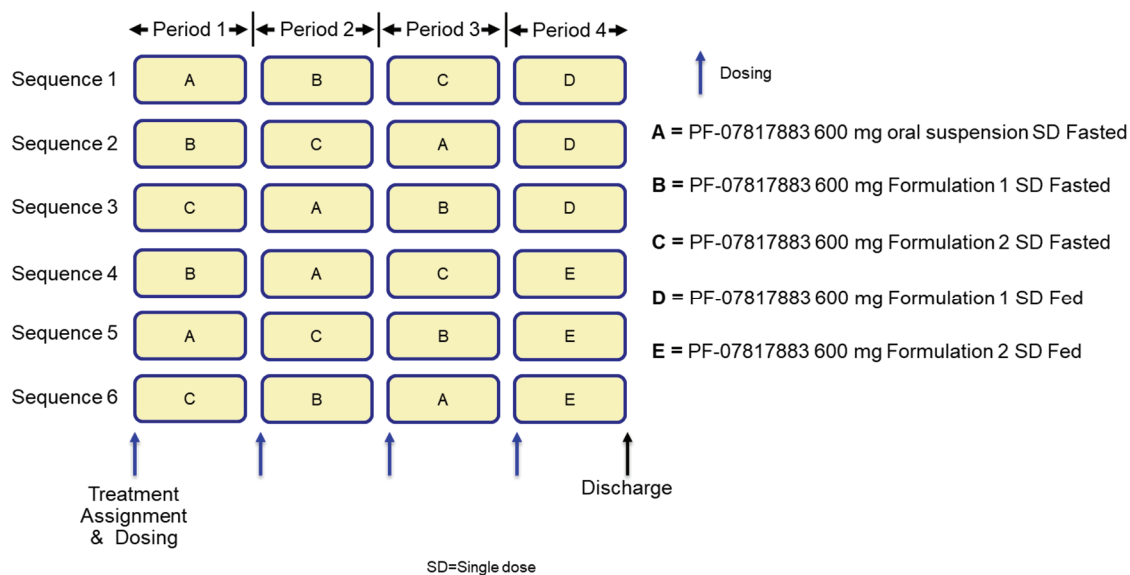 Period 1 Period 2 Period 3 Period 4
Sequence 1 A B C D
Dosing
Sequence 2 B C A D
A = PF-07817883 600 mg oral suspension SD Fasted
B = PF-07817883 600 mg Formulation 1 SD Fasted
Sequence 3 C A B D
C = PF-07817883 600 mg Formulation 2 SD Fasted
Sequence 4 B A C E
D = PF-07817883 600 mg Formulation 1 SD Fed
Sequence 5 A C B E
E = PF-07817883 600 mg Formulation 2 SD Fed
Sequence 6 C B A E
Treatment
Assignment
& Dosing
Discharge
SD=Single dose